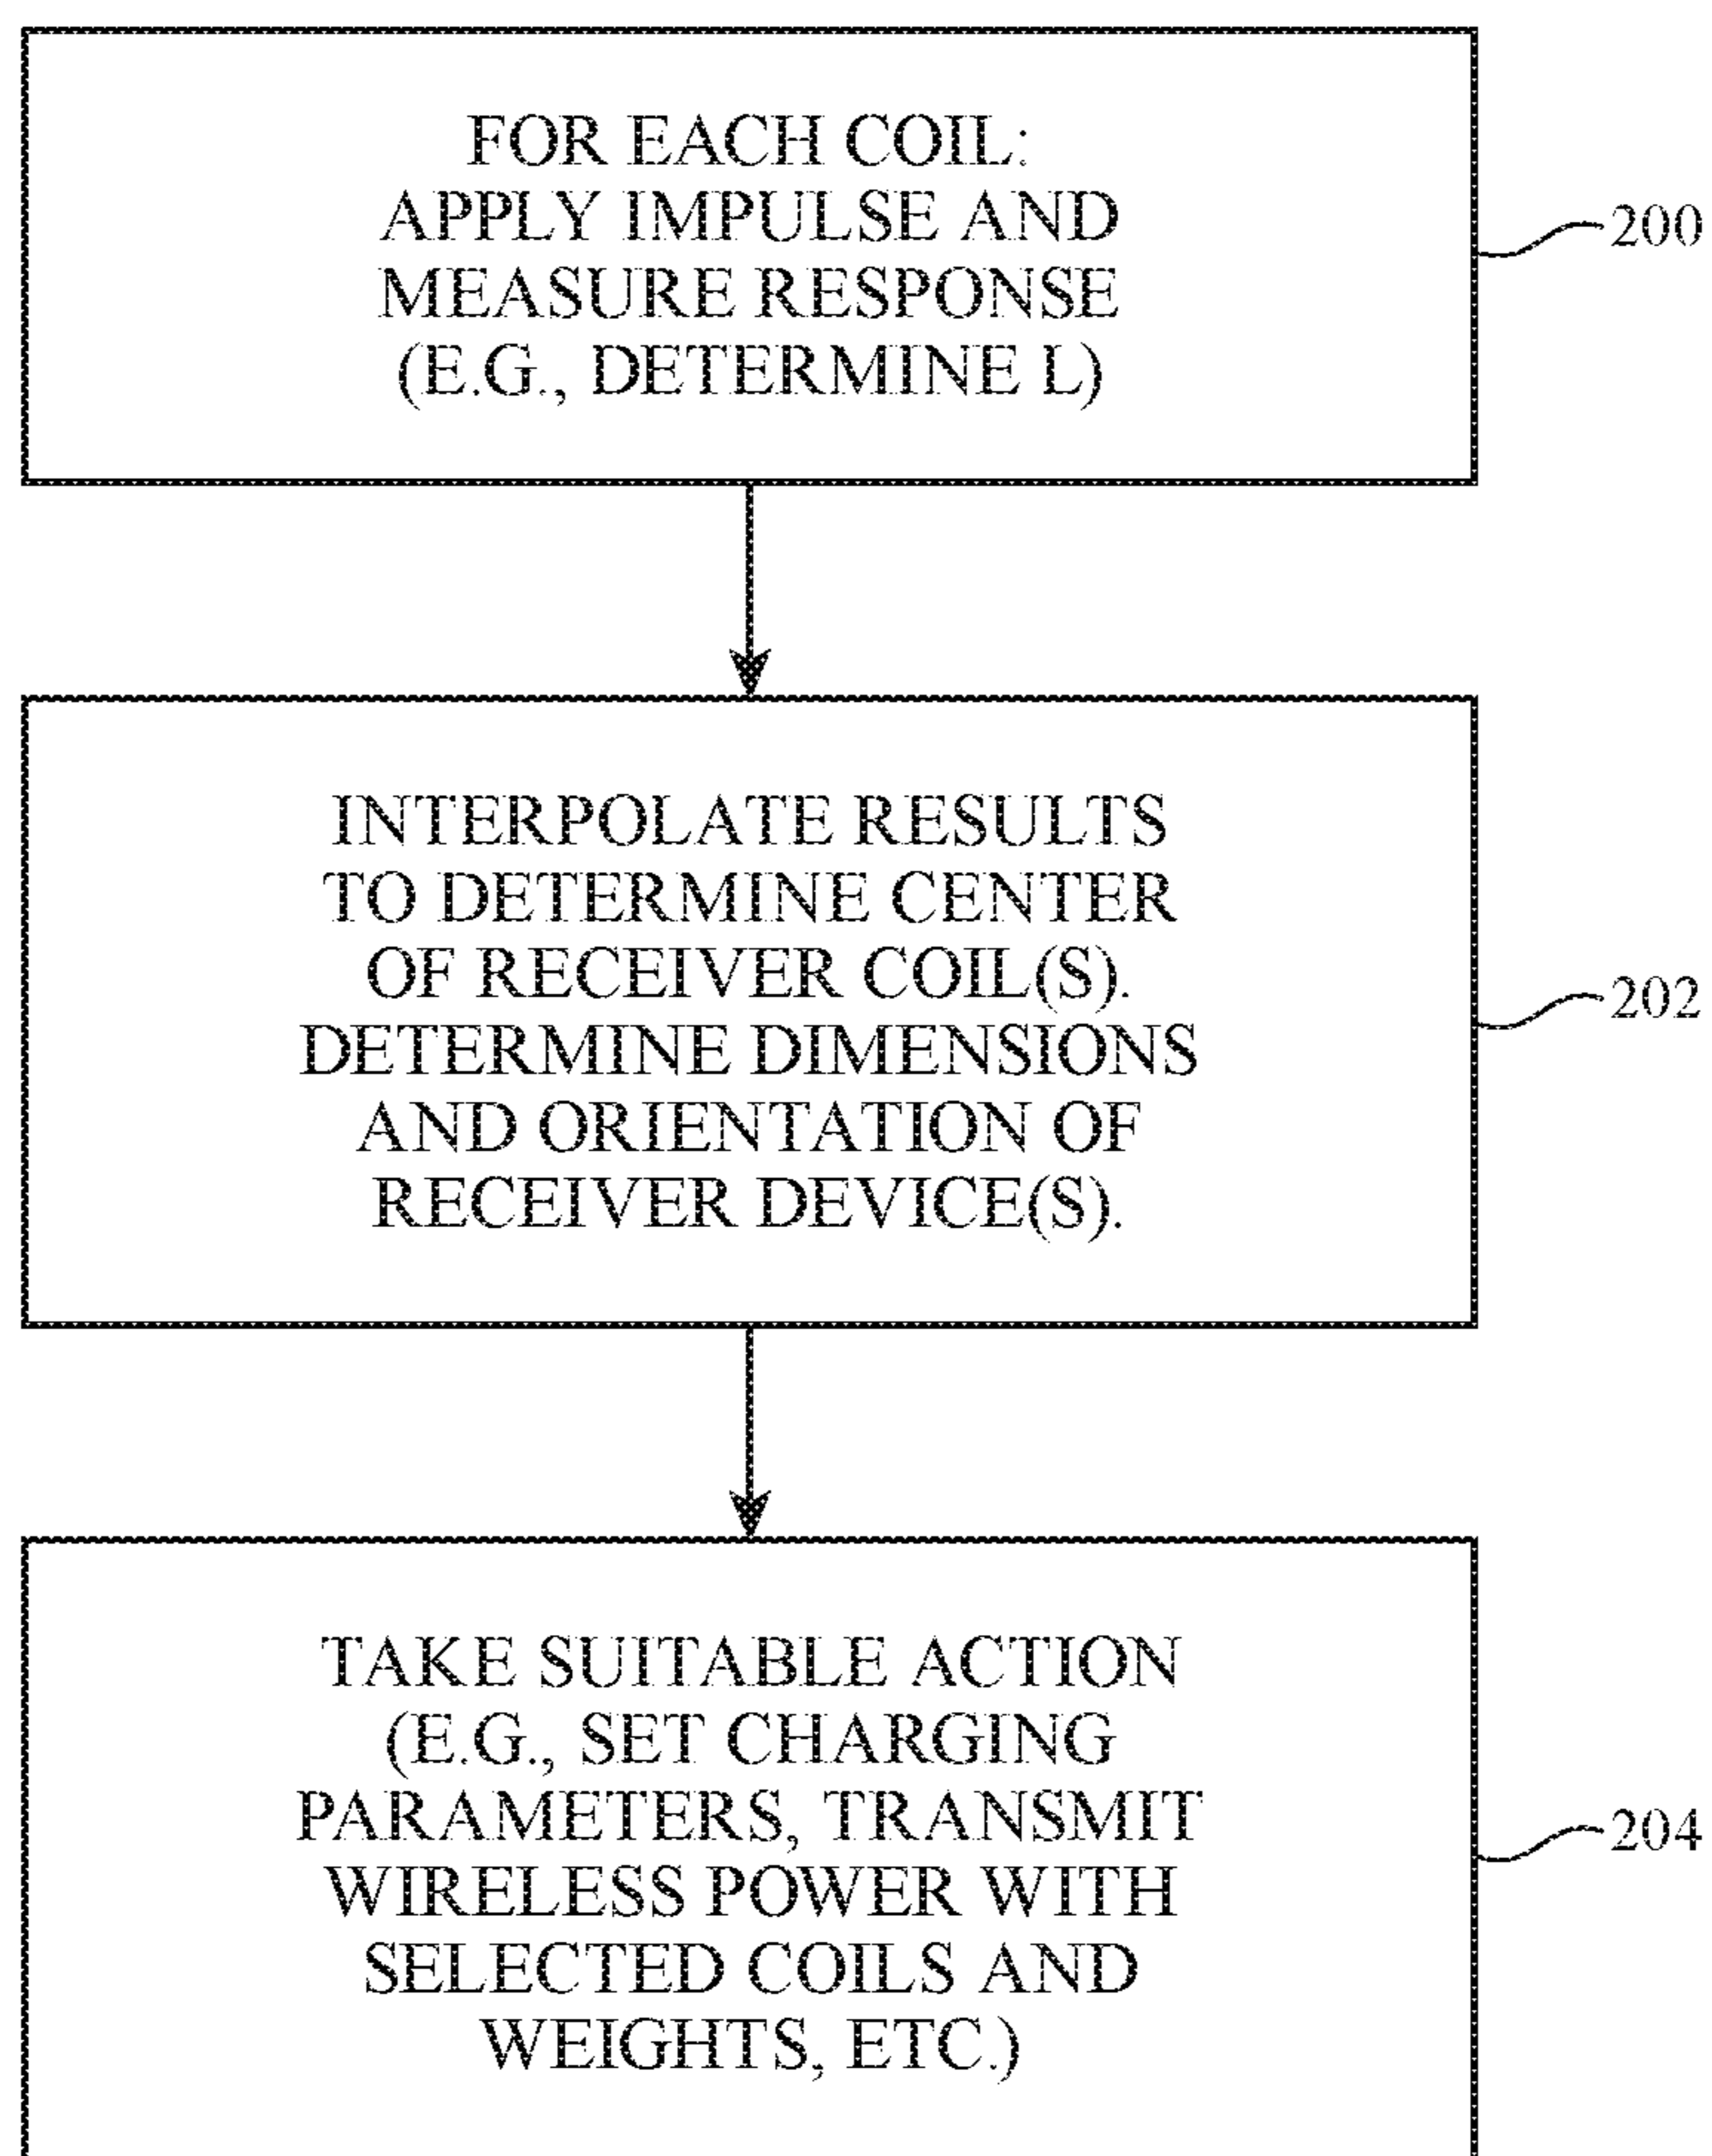 FOR EACH COIL:
APPLY IMPULSE AND
MEASURE RESPONSE
(E.G., DETERMINE L)
200
INTERPOLATE RESULTS
TO DETERMINE CENTER
OF RECEIVER COIL(S).
DETERMINE DIMENSIONS
AND ORIENTATION OF
RECEIVER DEVICE(S).
202
TAKE SUITABLE ACTION
(E.G., SET CHARGING
PARAMETERS, TRANSMIT
WIRELESS POWER WITH
SELECTED COILS AND
WEIGHTS, ETC.)
204